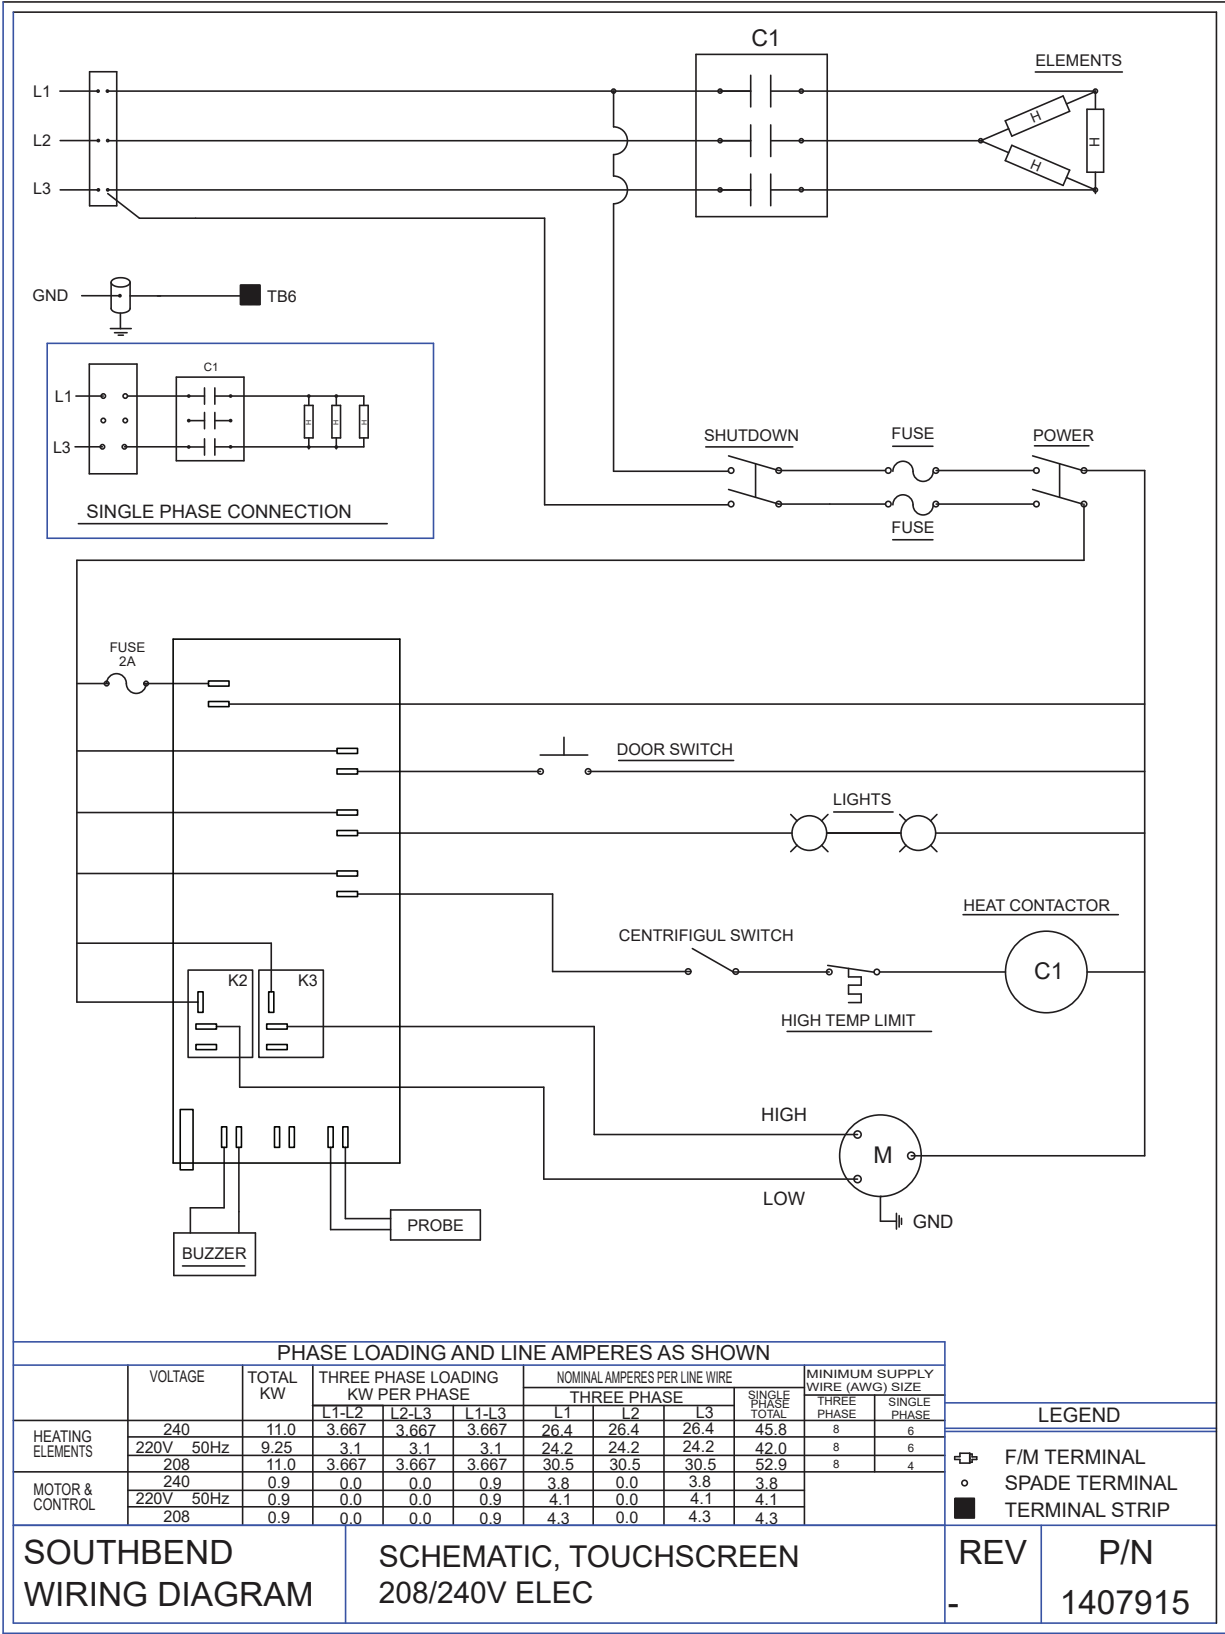 C1
ELEMENTS
L1
L2
L3
H
H
H
GND
TB6
C1
L1
L3
H
H
H
SINGLE PHASE CONNECTION
SHUTDOWN
FUSE
POWER
FUSE
FUSE
2A
DOOR SWITCH
LIGHTS
HEAT CONTACTOR
CENTRIFIGUL SWITCH
C1
K2
K3
HIGH TEMP LIMIT
HIGH
M
LOW
GND
PROBE
BUZZER
PHASE LOADING AND LINE AMPERES AS SHOWN
VOLTAGE
TOTAL
KW
THREE PHASE LOADING
KW PER PHASE
NOMINAL AMPERES PER LINE WIRE
MINIMUM SUPPLY
WIRE (AWG) SIZE
THREE PHASE
SINGLE
PHASE
TOTAL
THREE
PHASE
SINGLE
PHASE
L1-L2 L2-L3 L1-L3 L1 L2 L3
HEATING
ELEMENTS
240 11.0 3.667 3.667 3.667 26.4 26.4 26.4 45.8 8 6
220V 50Hz 9.25 3.1 3.1 3.1 24.2 24.2 24.2 42.0 8 6
208 11.0 3.667 3.667 3.667 30.5 30.5 30.5 52.9 8 4
MOTOR &
CONTROL
240 0.9 0.0 0.0 0.9 3.8 0.0 3.8 3.8
220V 50Hz 0.9 0.0 0.0 0.9 4.1 0.0 4.1 4.1
208 0.9 0.0 0.0 0.9 4.3 0.0 4.3 4.3
LEGEND
F/M TERMINAL
SPADE TERMINAL
TERMINAL STRIP
SOUTHBEND
WIRING DIAGRAM
SCHEMATIC, TOUCHSCREEN
208/240V ELEC
REV
-
P/N
1407915